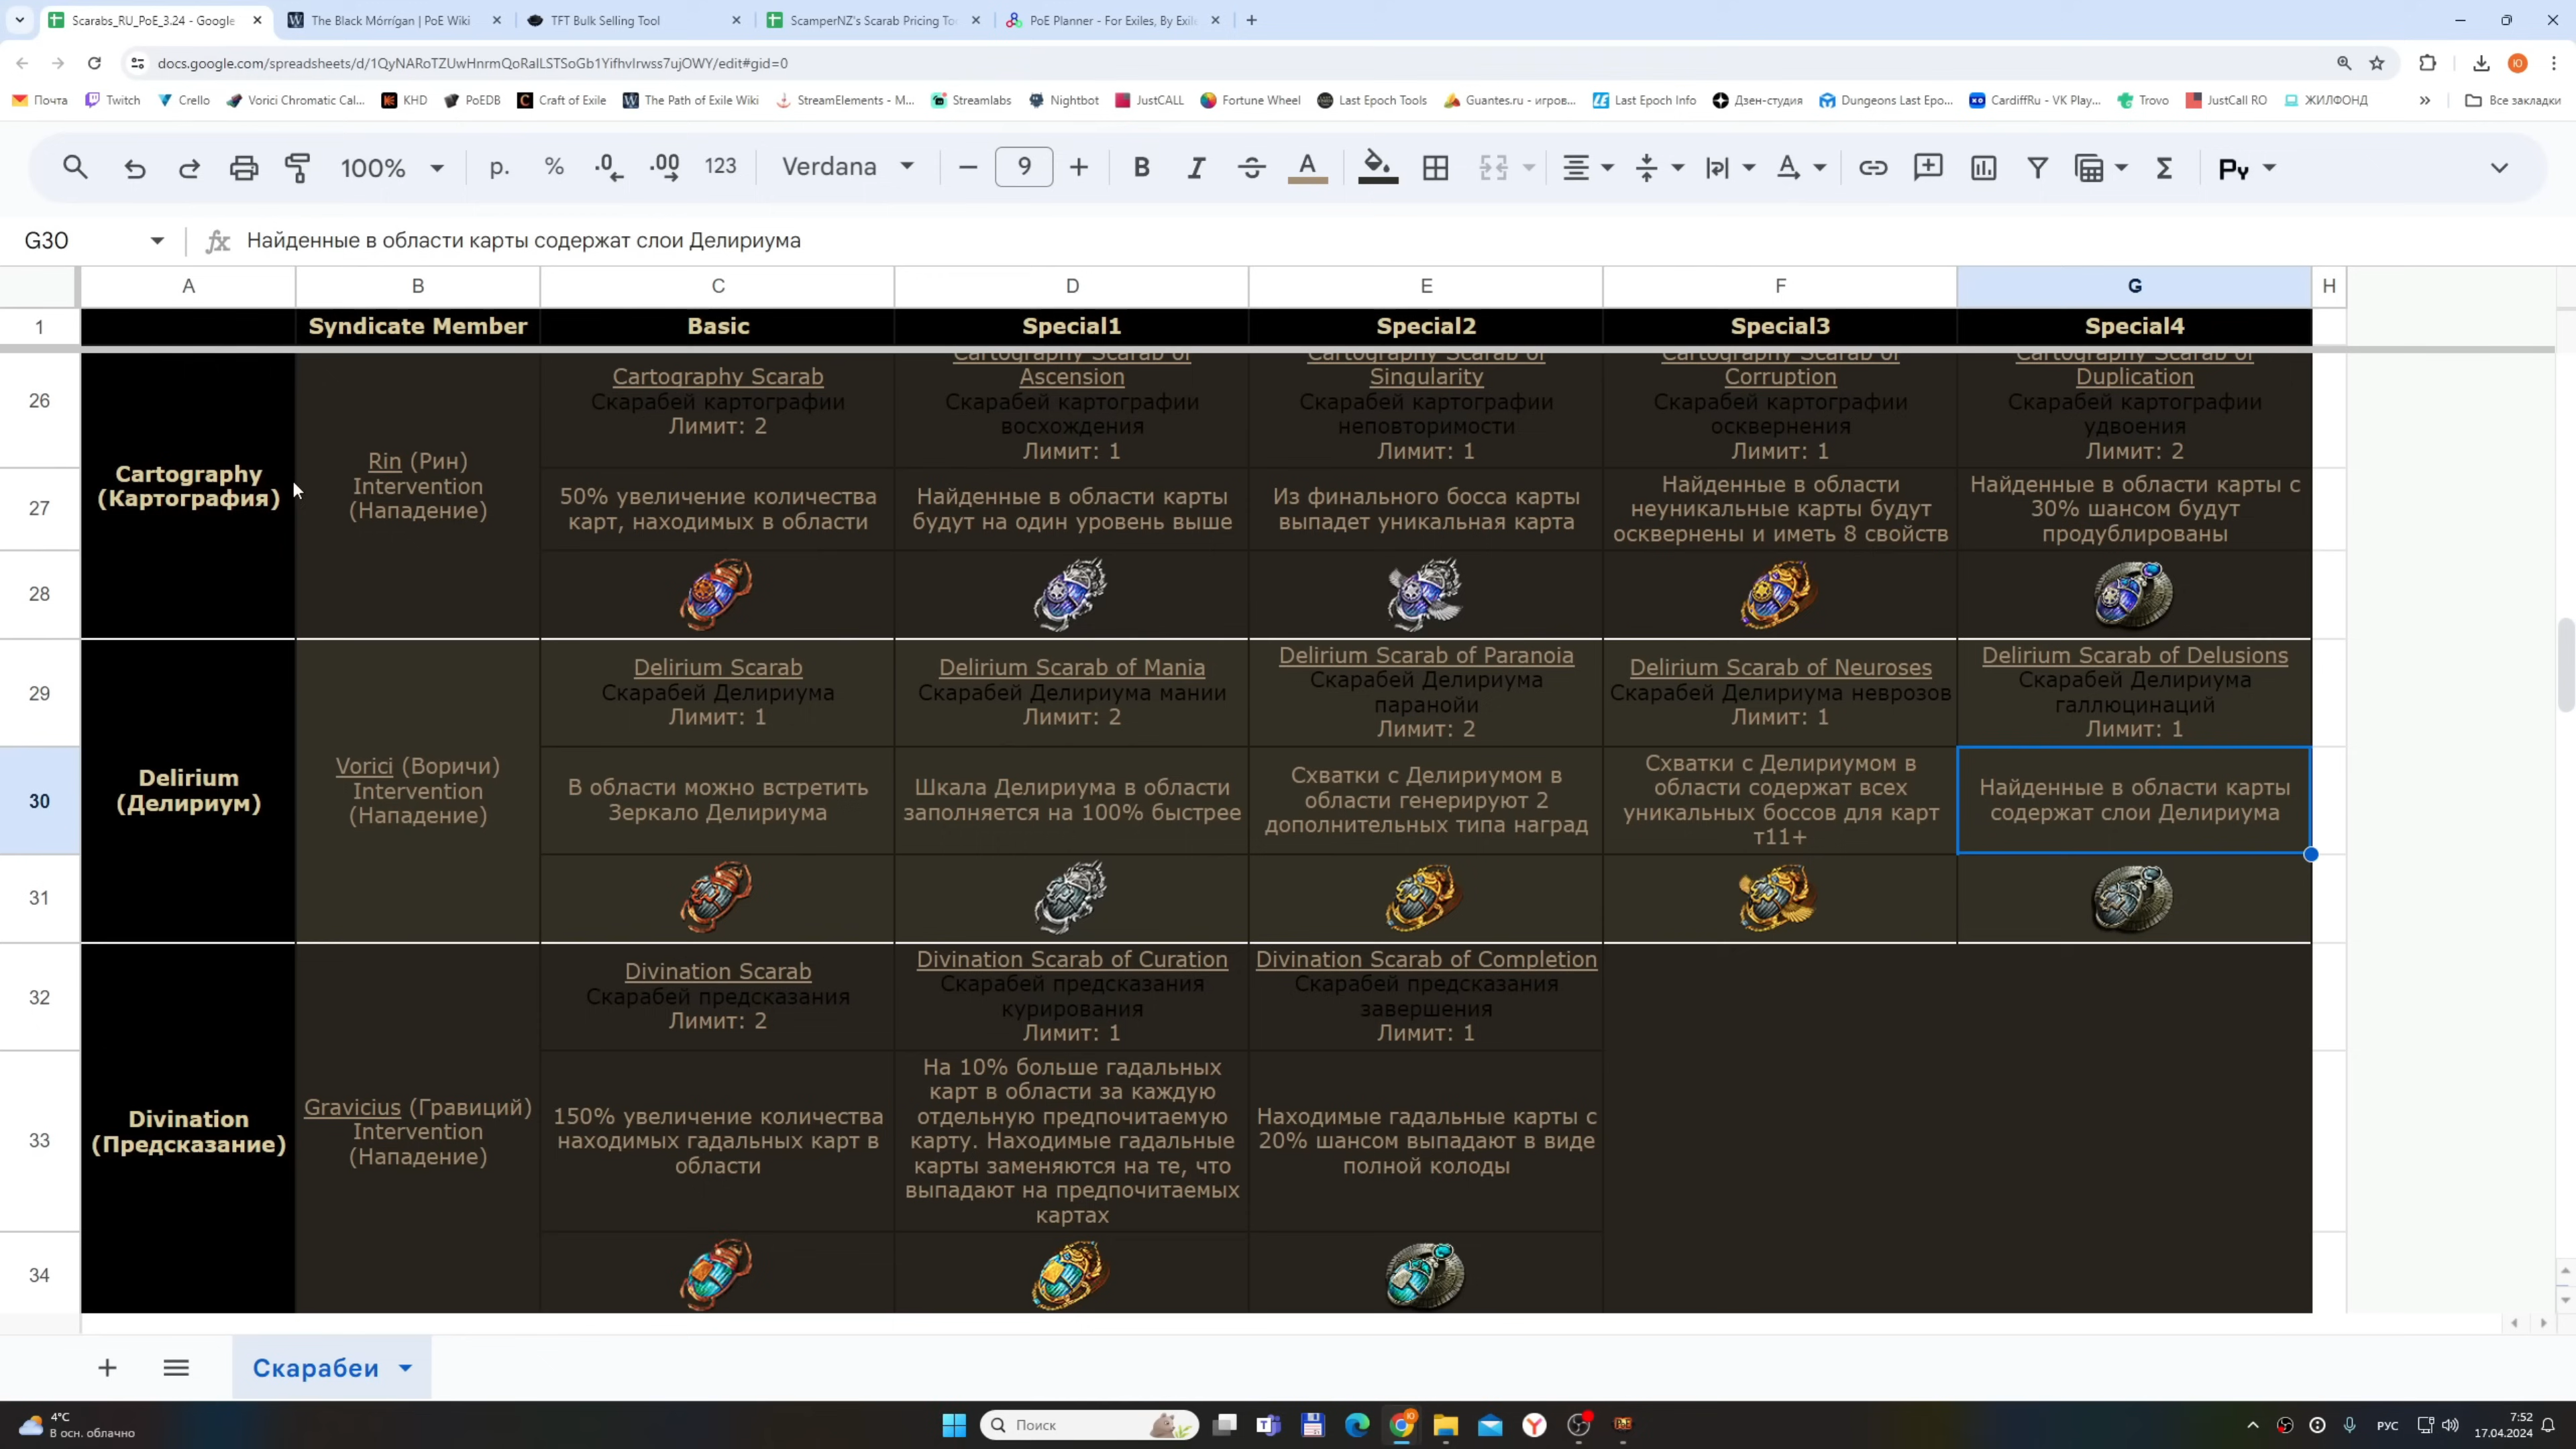 Scarabs_RU_PoE_3.24 - Google
The Black Mórrígan | PoE Wiki
TFT Bulk Selling Tool
ScamperNZ's Scarab Pricing Too
PoE Planner - For Exiles, By Exile
docs.google.com/spreadsheets/d/1QyNARoTZUwHnrmQoRaILSTSoGb1YifhvIrwss7ujOWY/edit#gid=0
Почта
Twitch
Crello
Vorici Chromatic Cal...
KHD
PoEDB
Craft of Exile
The Path of Exile Wiki
StreamElements - M...
Streamlabs
Nightbot
JustCALL
Fortune Wheel
Last Epoch Tools
Guantes.ru - игров...
Last Epoch Info
Дзен-студия
Dungeons Last Epo...
CardiffRu - VK Play...
Trovo
JustCall RO
ЖИЛФОНД
»
Все закладки
100%
р.
%
.0
.00
123
Verdana
9
G30
Найденные в области карты содержат слои Делириума
A B C D E F G H
1
Syndicate Member
Basic
Special1
Special2
Special3
Special4
26
Cartography Scarab
Скарабей картографии
Лимит: 2
Cartography Scarab of
Ascension
Скарабей картографии
восхождения
Лимит: 1
Cartography Scarab of
Singularity
Скарабей картографии
неповторимости
Лимит: 1
Cartography Scarab of
Corruption
Скарабей картографии
осквернения
Лимит: 1
Cartography Scarab of
Duplication
Скарабей картографии
удвоения
Лимит: 2
Cartography
(Картография)
Rin (Рин)
Intervention
(Нападение)
27
50% увеличение количества
карт, находимых в области
Найденные в области карты
будут на один уровень выше
Из финального босса карты
выпадет уникальная карта
Найденные в области
неуникальные карты будут
осквернены и иметь 8 свойств
Найденные в области карты с
30% шансом будут
продублированы
28
29
Delirium Scarab
Скарабей Делириума
Лимит: 1
Delirium Scarab of Mania
Скарабей Делириума мании
Лимит: 2
Delirium Scarab of Paranoia
Скарабей Делириума
паранойи
Лимит: 2
Delirium Scarab of Neuroses
Скарабей Делириума неврозов
Лимит: 1
Delirium Scarab of Delusions
Скарабей Делириума
галлюцинаций
Лимит: 1
30
Delirium
(Делириум)
Vorici (Воричи)
Intervention
(Нападение)
В области можно встретить
Зеркало Делириума
Шкала Делириума в области
заполняется на 100% быстрее
Схватки с Делириумом в
области генерируют 2
дополнительных типа наград
Схватки с Делириумом в
области содержат всех
уникальных боссов для карт
т11+
Найденные в области карты
содержат слои Делириума
31
32
Divination Scarab
Скарабей предсказания
Лимит: 2
Divination Scarab of Curation
Скарабей предсказания
курирования
Лимит: 1
Divination Scarab of Completion
Скарабей предсказания
завершения
Лимит: 1
33
Divination
(Предсказание)
Gravicius (Гравиций)
Intervention
(Нападение)
150% увеличение количества
находимых гадальных карт в
области
На 10% больше гадальных
карт в области за каждую
отдельную предпочитаемую
карту. Находимые гадальные
карты заменяются на те, что
выпадают на предпочитаемых
картах
Находимые гадальные карты с
20% шансом выпадают в виде
полной колоды
34
Скарабеи
4°C
В осн. облачно
Поиск
РУС
7:52
17.04.2024